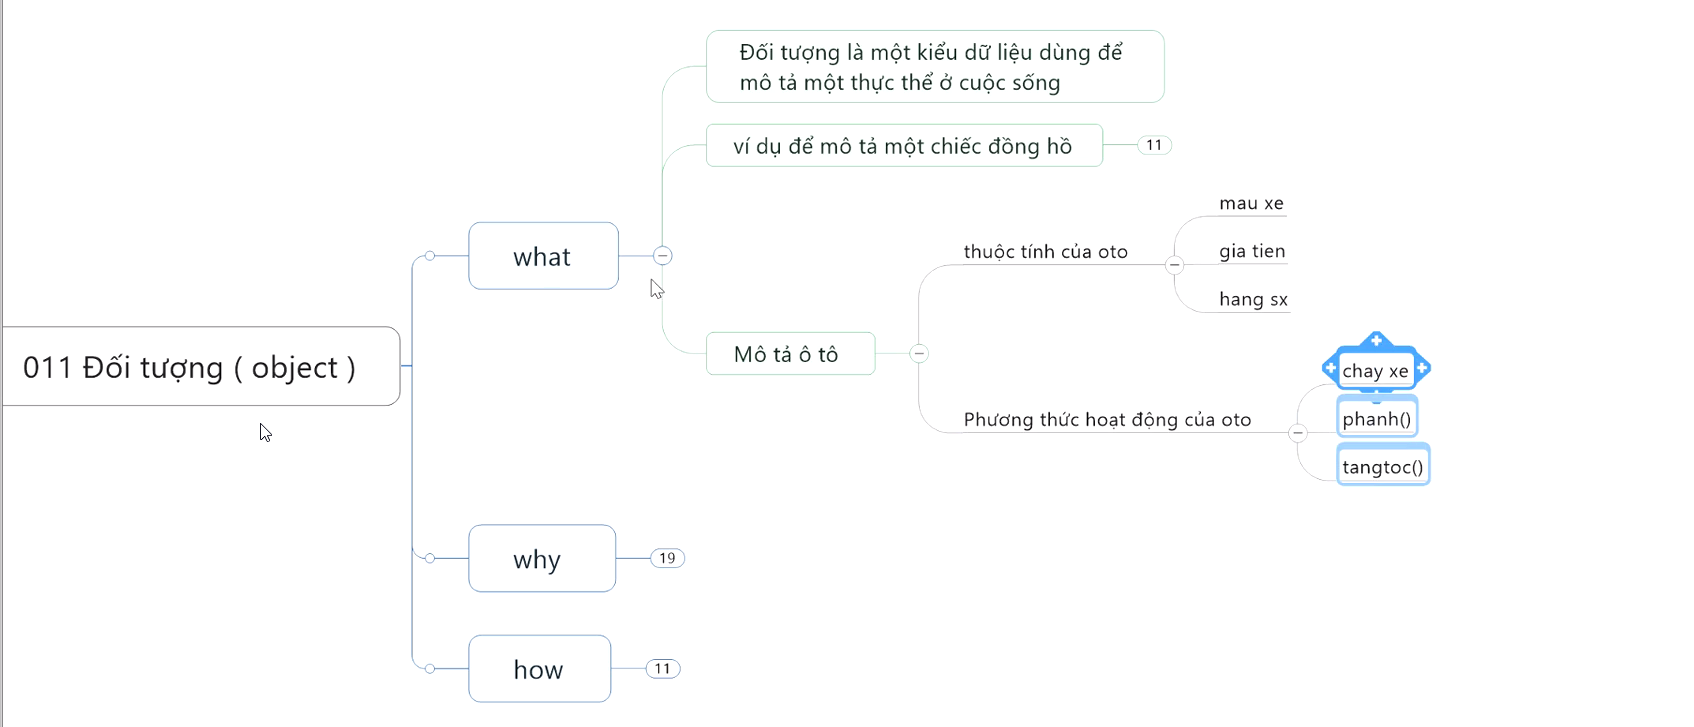 Đối tượng là một kiểu dữ liệu dùng để
mô tả một thực thể ở cuộc sống
ví dụ để mô tả một chiếc đồng hồ
11
mau xe
thuộc tính của oto
gia tien
what
hang sx
Mô tả ô tô
011 Đối tượng ( object )
chay xe
Phương thức hoạt động của oto
phanh()
tangtoc()
why
19
how
11